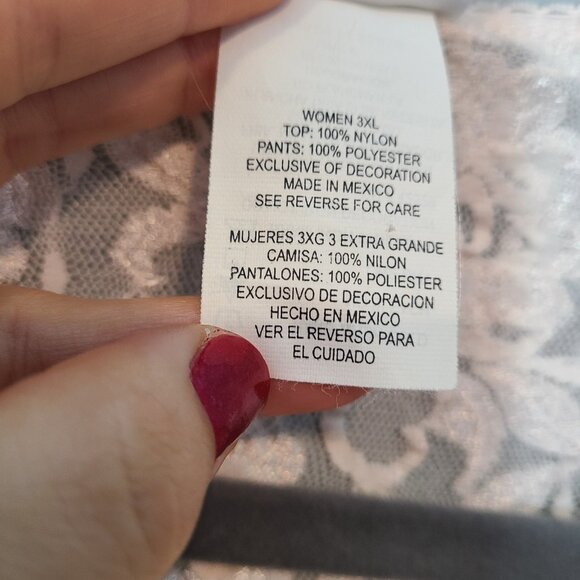 WOMEN 3XL
TOP: 100% NYLON
PANTS: 100% POLYESTER
EXCLUSIVE OF DECORATION
MADE IN MEXICO
SEE REVERSE FOR CARE
MUJERES 3XG 3 EXTRA GRANDE
CAMISA: 100% NILON
PANTALONES: 100% POLIESTER
EXCLUSIVO DE DECORACION
HECHO EN MEXICO
VER EL REVERSO PARA
EL CUIDADO